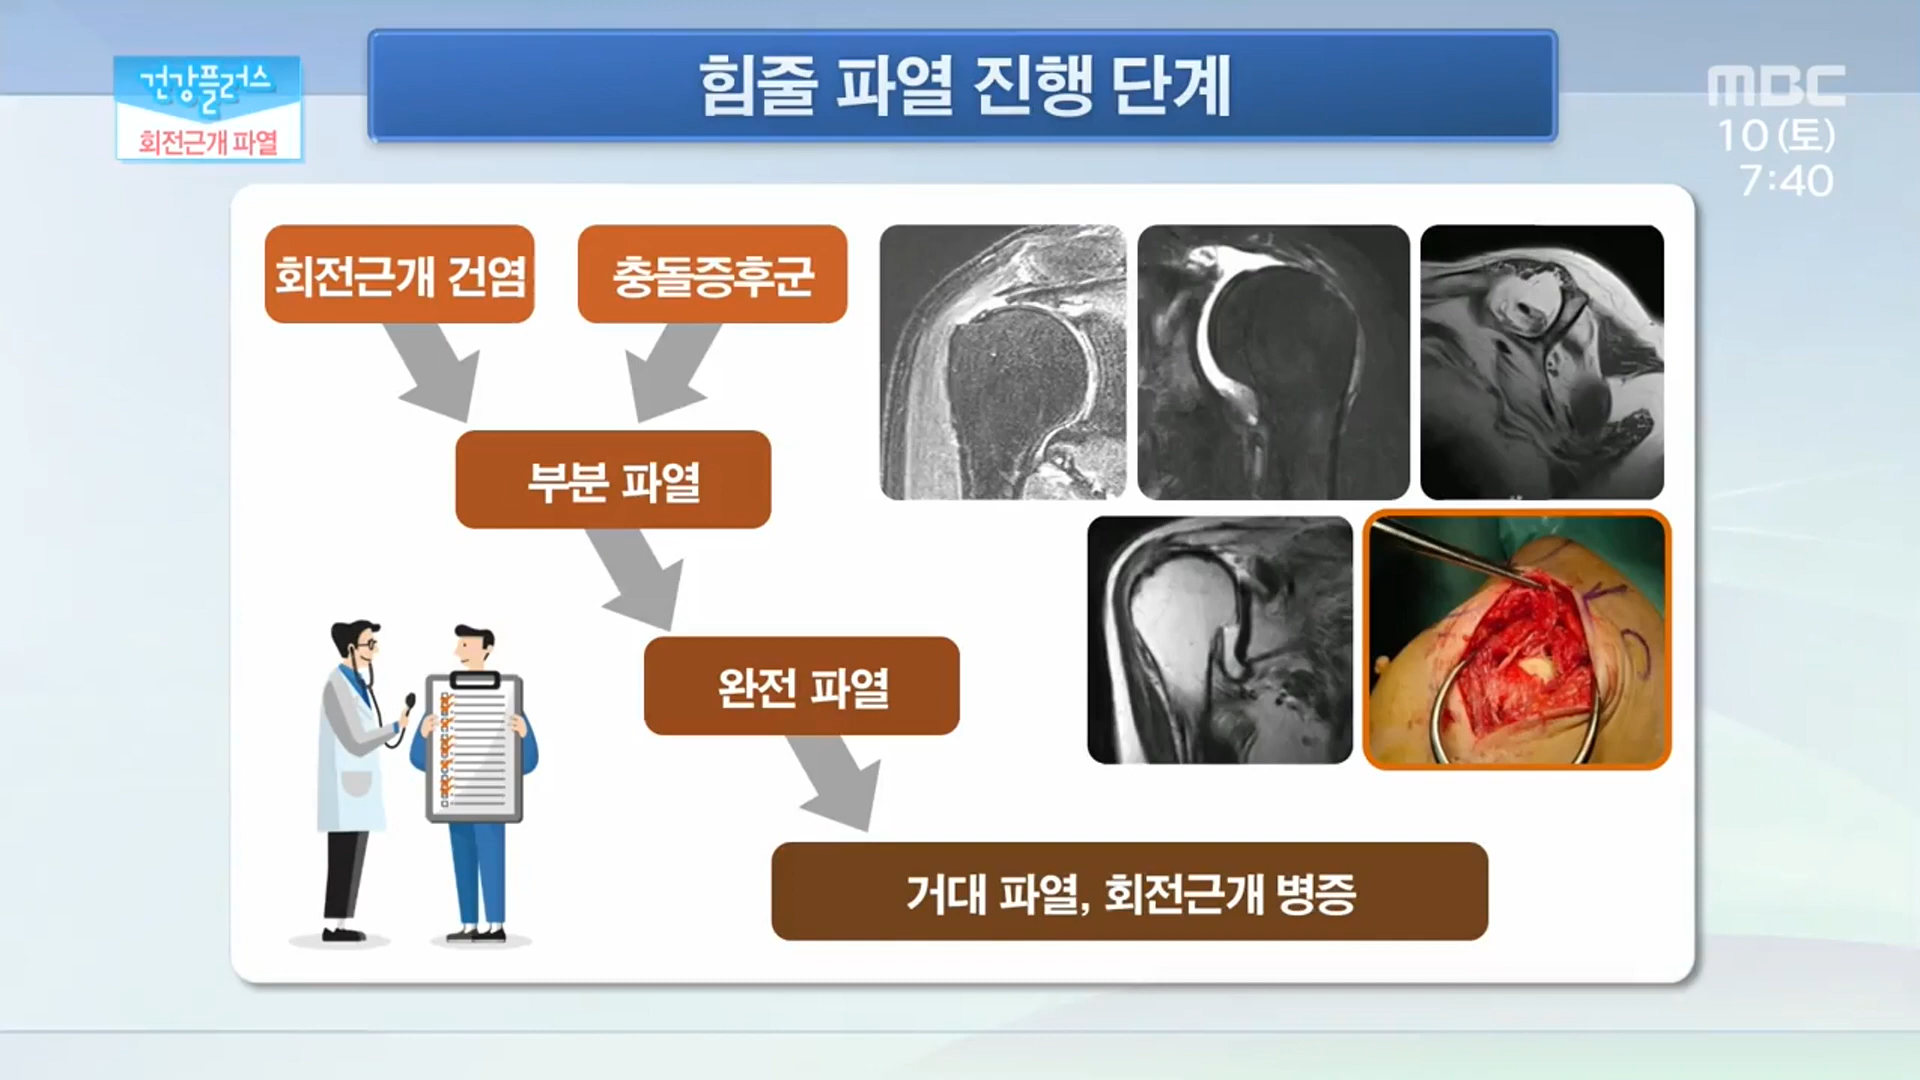 힘줄 파열 진행 단계
건강플러스
회전근개 파열
MBC
10 (토)
7:40
회전근개 건염
충돌증후군
부분 파열
완전 파열
거대 파열, 회전근개 병증